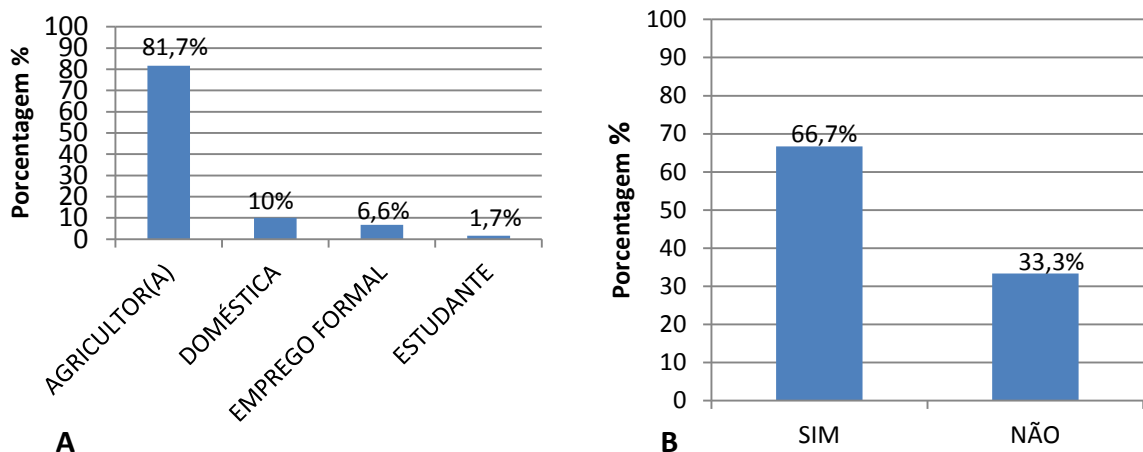 Porcentagem %
100
90
80
70
60
50
40
30
20
10
0
81,7%
10%
6,6%
1,7%
AGRICULTOR(A)
DOMÉSTICA
EMPREGO FORMAL
ESTUDANTE
A
Porcentagem %
100
90
80
70
60
50
40
30
20
10
0
66,7%
33,3%
SIM
NÃO
B